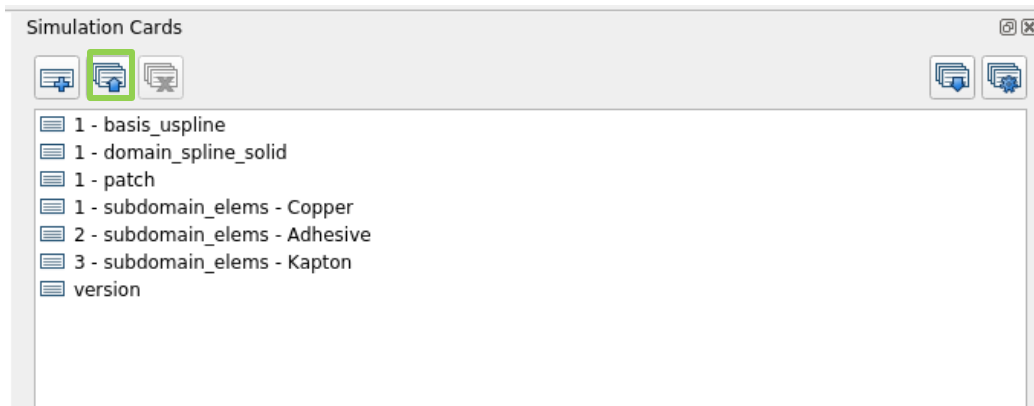 Simulation Cards
1 - basis_uspline
1 - domain_spline_solid
1 - patch
1 - subdomain_elems - Copper
2 - subdomain_elems - Adhesive
3 - subdomain_elems - Kapton
version